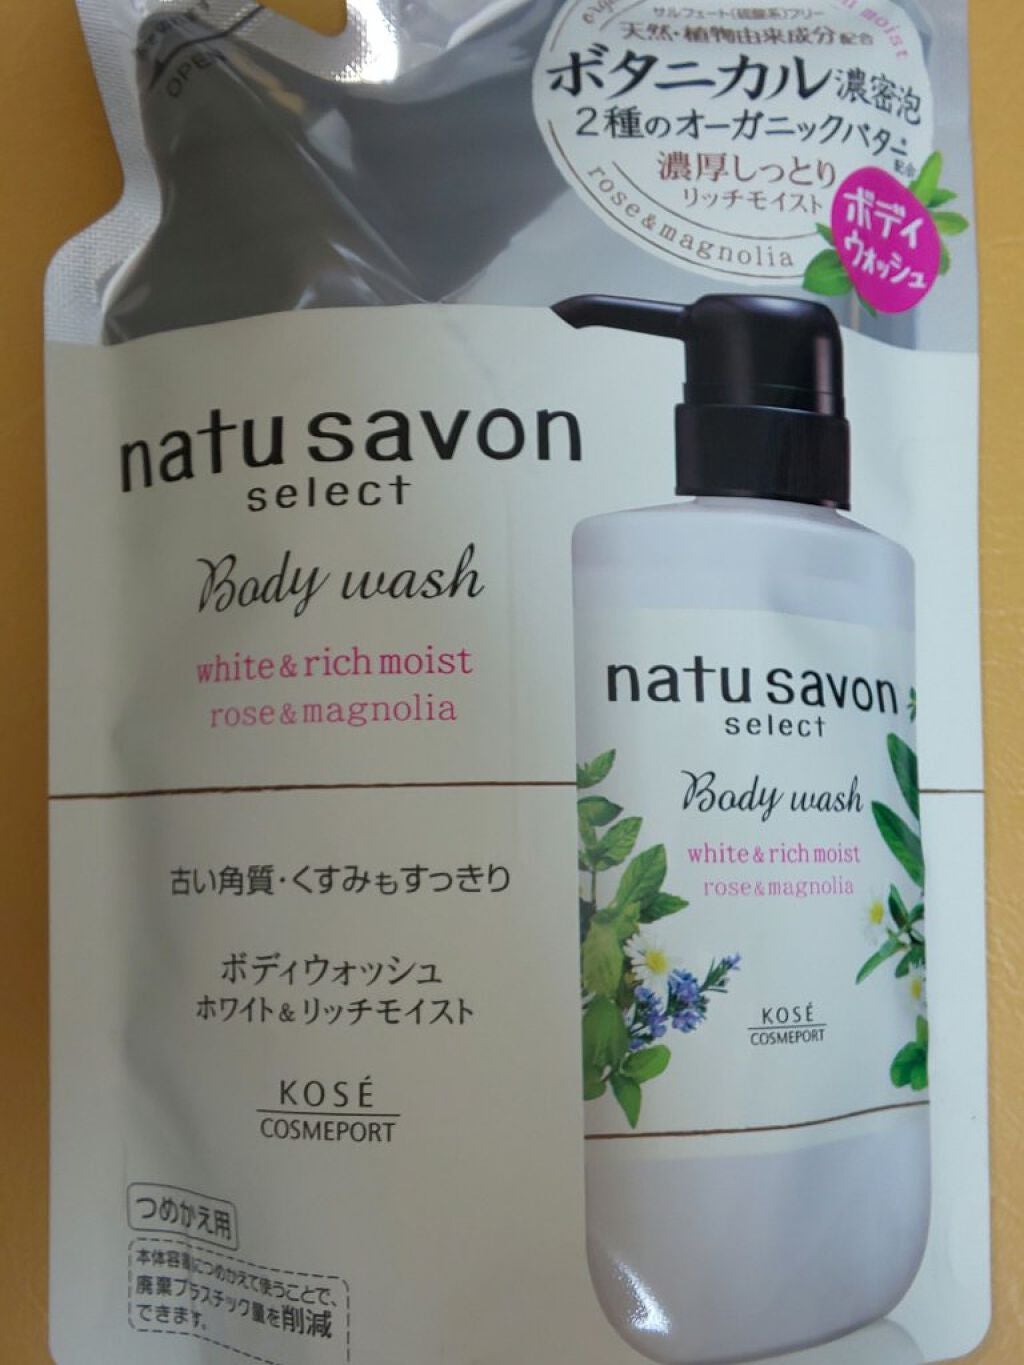 OPEN
サルフェート(硫酸系)フリー
天然・植物由来成分配合
ボタニカル濃密泡
2種のオーガニックバター
配合
濃厚しっとり
リッチモイスト
rose&magnolia
ボディ
ウォッシュ
natu savon
select
Body wash
white & rich moist
rose & magnolia
古い角質・くすみもすっきり
ボディウォッシュ
ホワイト&リッチモイスト
KOSÉ
COSMEPORT
つめかえ用
本体容器につめかえて使うことで、
廃棄プラスチック量を削減
できます。
natu savon
select
Body wash
white & rich moist
rose & magnolia
KOSÉ
COSMEPORT